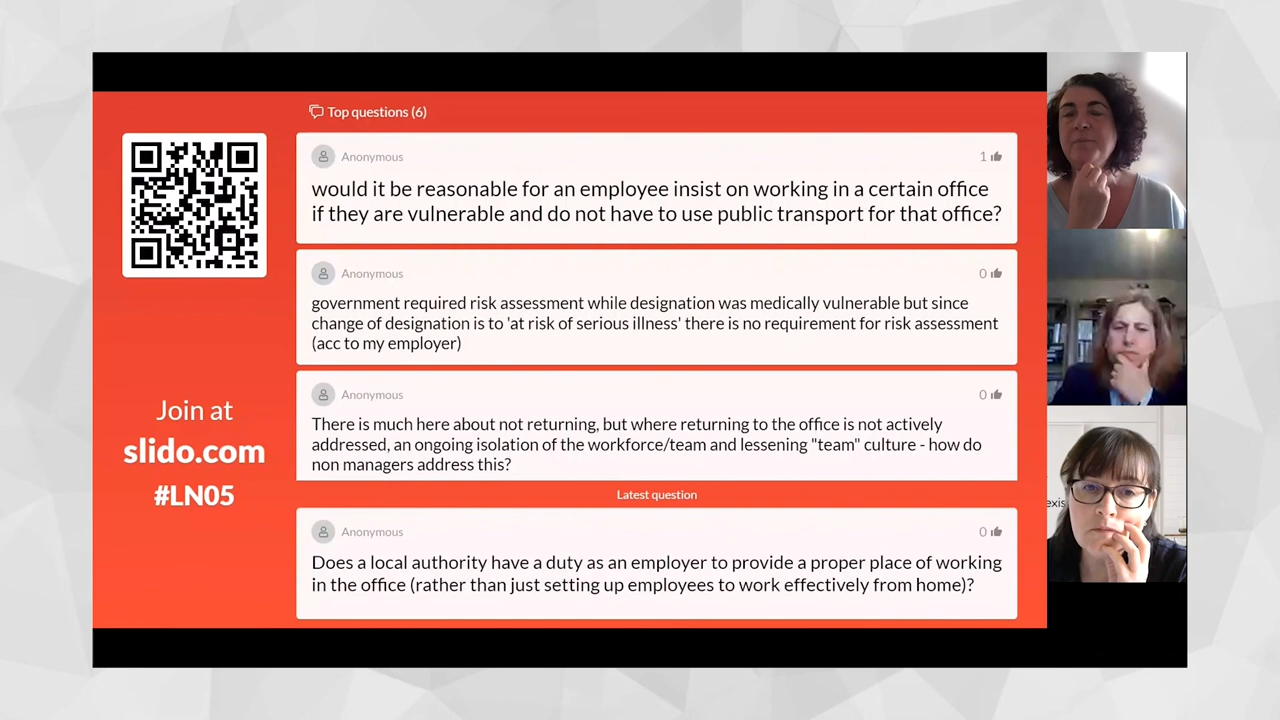 Top questions (6)
Anonymous
1
would it be reasonable for an employee insist on working in a certain office
if they are vulnerable and do not have to use public transport for that office?
Anonymous
0
government required risk assessment while designation was medically vulnerable but since
change of designation is to 'at risk of serious illness' there is no requirement for risk assessment
(acc to my employer)
Anonymous
0
There is much here about not returning, but where returning to the office is not actively
addressed, an ongoing isolation of the workforce/team and lessening "team" culture - how do
non managers address this?
Latest question
Anonymous
0
Does a local authority have a duty as an employer to provide a proper place of working
in the office (rather than just setting up employees to work effectively from home)?
Join at
slido.com
#LN05
exis